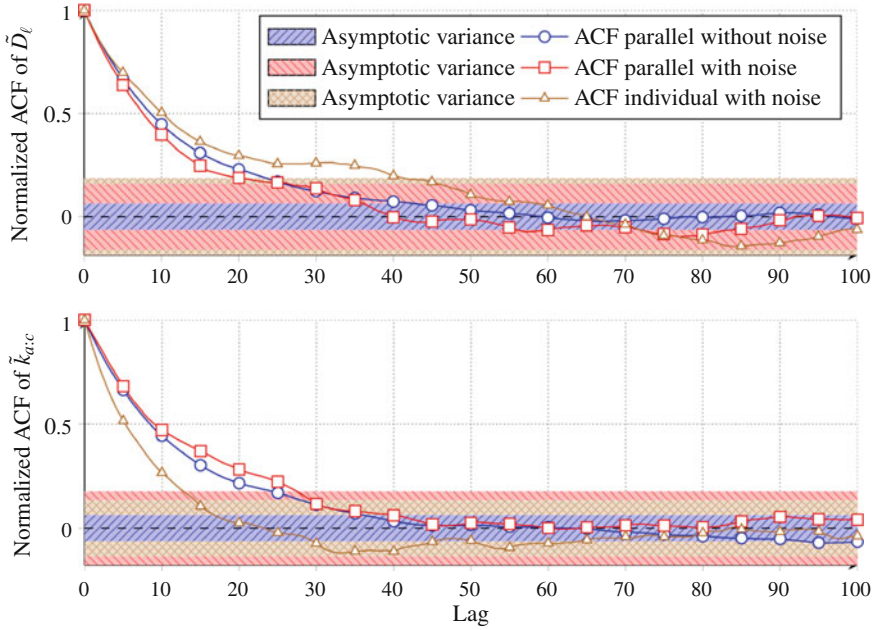 1
Asymptotic variance ACF parallel without noise
Asymptotic variance ACF parallel with noise
Asymptotic variance ACF individual with noise
0.5
0
Normalized ACF of D̃ℓ
0 10 20 30 40 50 60 70 80 90 100
1
0.5
0
Normalized ACF of k̃a:c
0 10 20 30 40 50 60 70 80 90 100
Lag